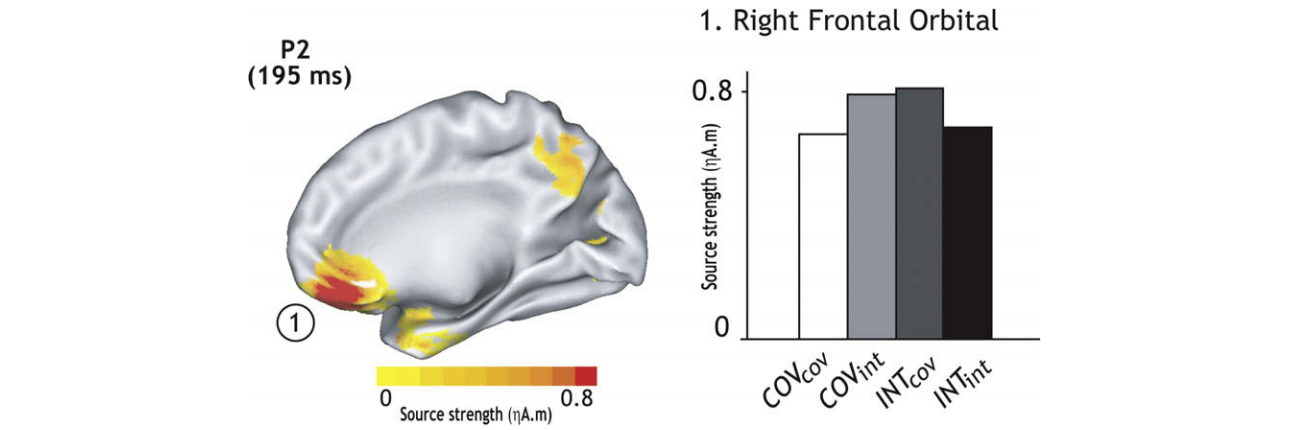 P2
(195 ms)
1
0
0.8
Source strength (ηA.m)
1. Right Frontal Orbital
0.8
0
Source strength (ηA.m)
COVcov
COVint
INTcov
INTint